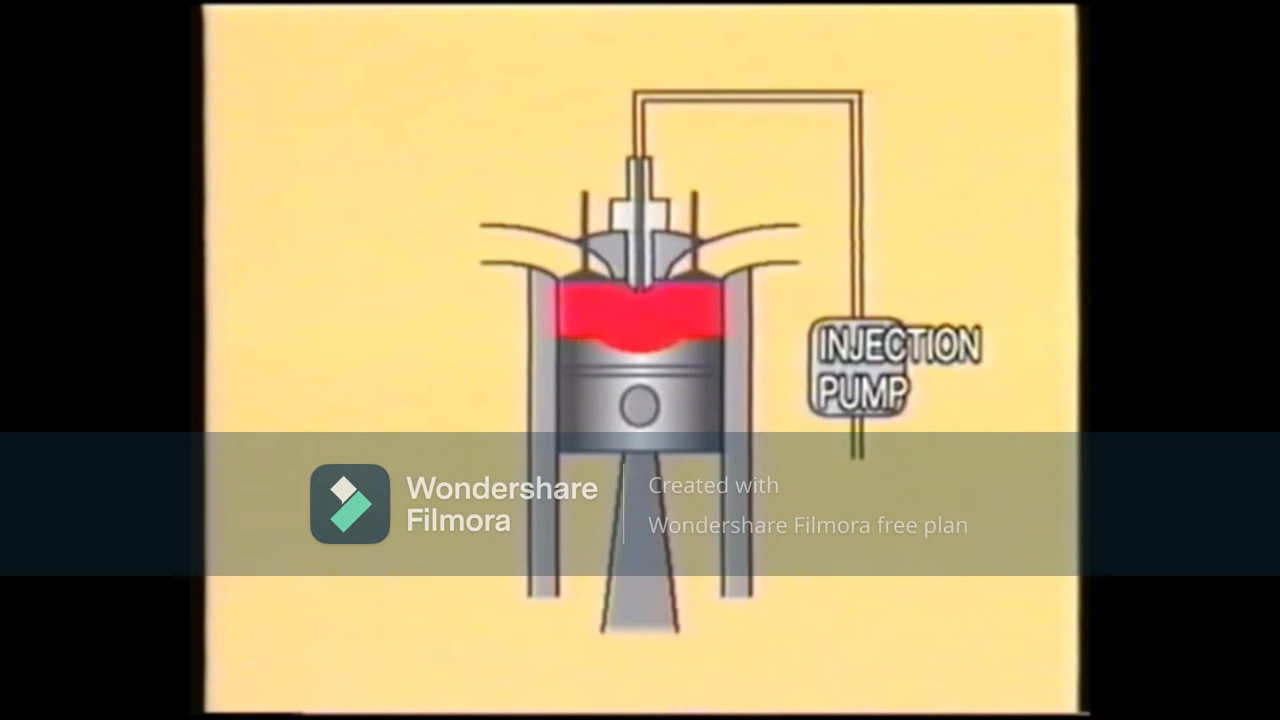 INJECTION
PUMP
Wondershare
Filmora
Created with
Wondershare Filmora free plan